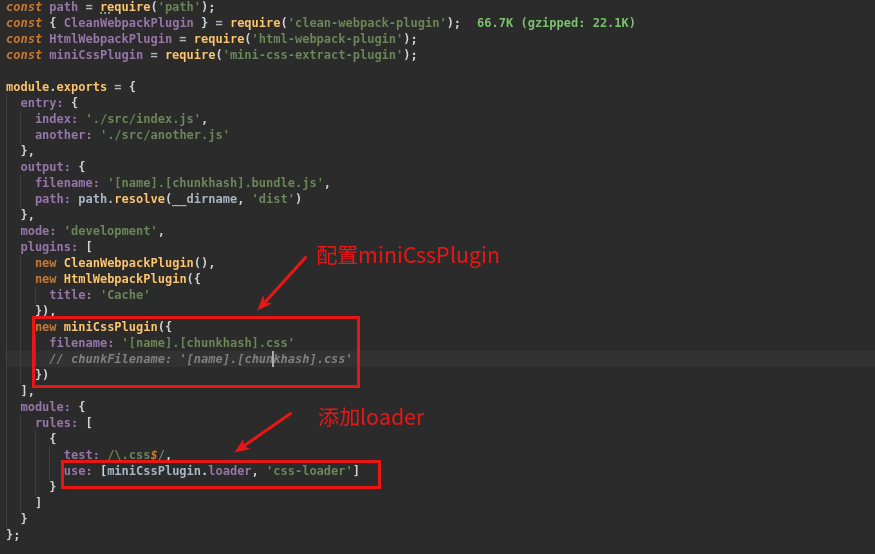 const path = require('path');
const { CleanWebpackPlugin } = require('clean-webpack-plugin');  66.7K (gzipped: 22.1K)
const HtmlWebpackPlugin = require('html-webpack-plugin');
const miniCssPlugin = require('mini-css-extract-plugin');
module.exports = {
  entry: {
    index: './src/index.js',
    another: './src/another.js'
  },
  output: {
    filename: '[name].[chunkhash].bundle.js',
    path: path.resolve(__dirname, 'dist')
  },
  mode: 'development',
  plugins: [
配置miniCssPlugin
    new CleanWebpackPlugin(),
    new HtmlWebpackPlugin({
      title: 'Cache'
    }),
    new miniCssPlugin({
      filename: '[name].[chunkhash].css'
      // chunkFilename: '[name].[chunkhash].css'
    })
  ],
  module: {
添加loader
    rules: [
      {
        test: /\.css$/,
        use: [miniCssPlugin.loader, 'css-loader']
      }
    ]
  }
};